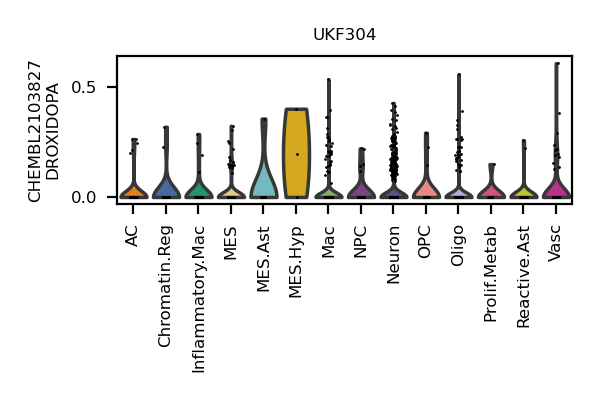 UKF304
CHEMBL2103827
DROXIDOPA
0.5
0.0
AC
Chromatin.Reg
Inflammatory.Mac
MES
MES.Ast
MES.Hyp
Mac
NPC
Neuron
OPC
Oligo
Prolif.Metab
Reactive.Ast
Vasc